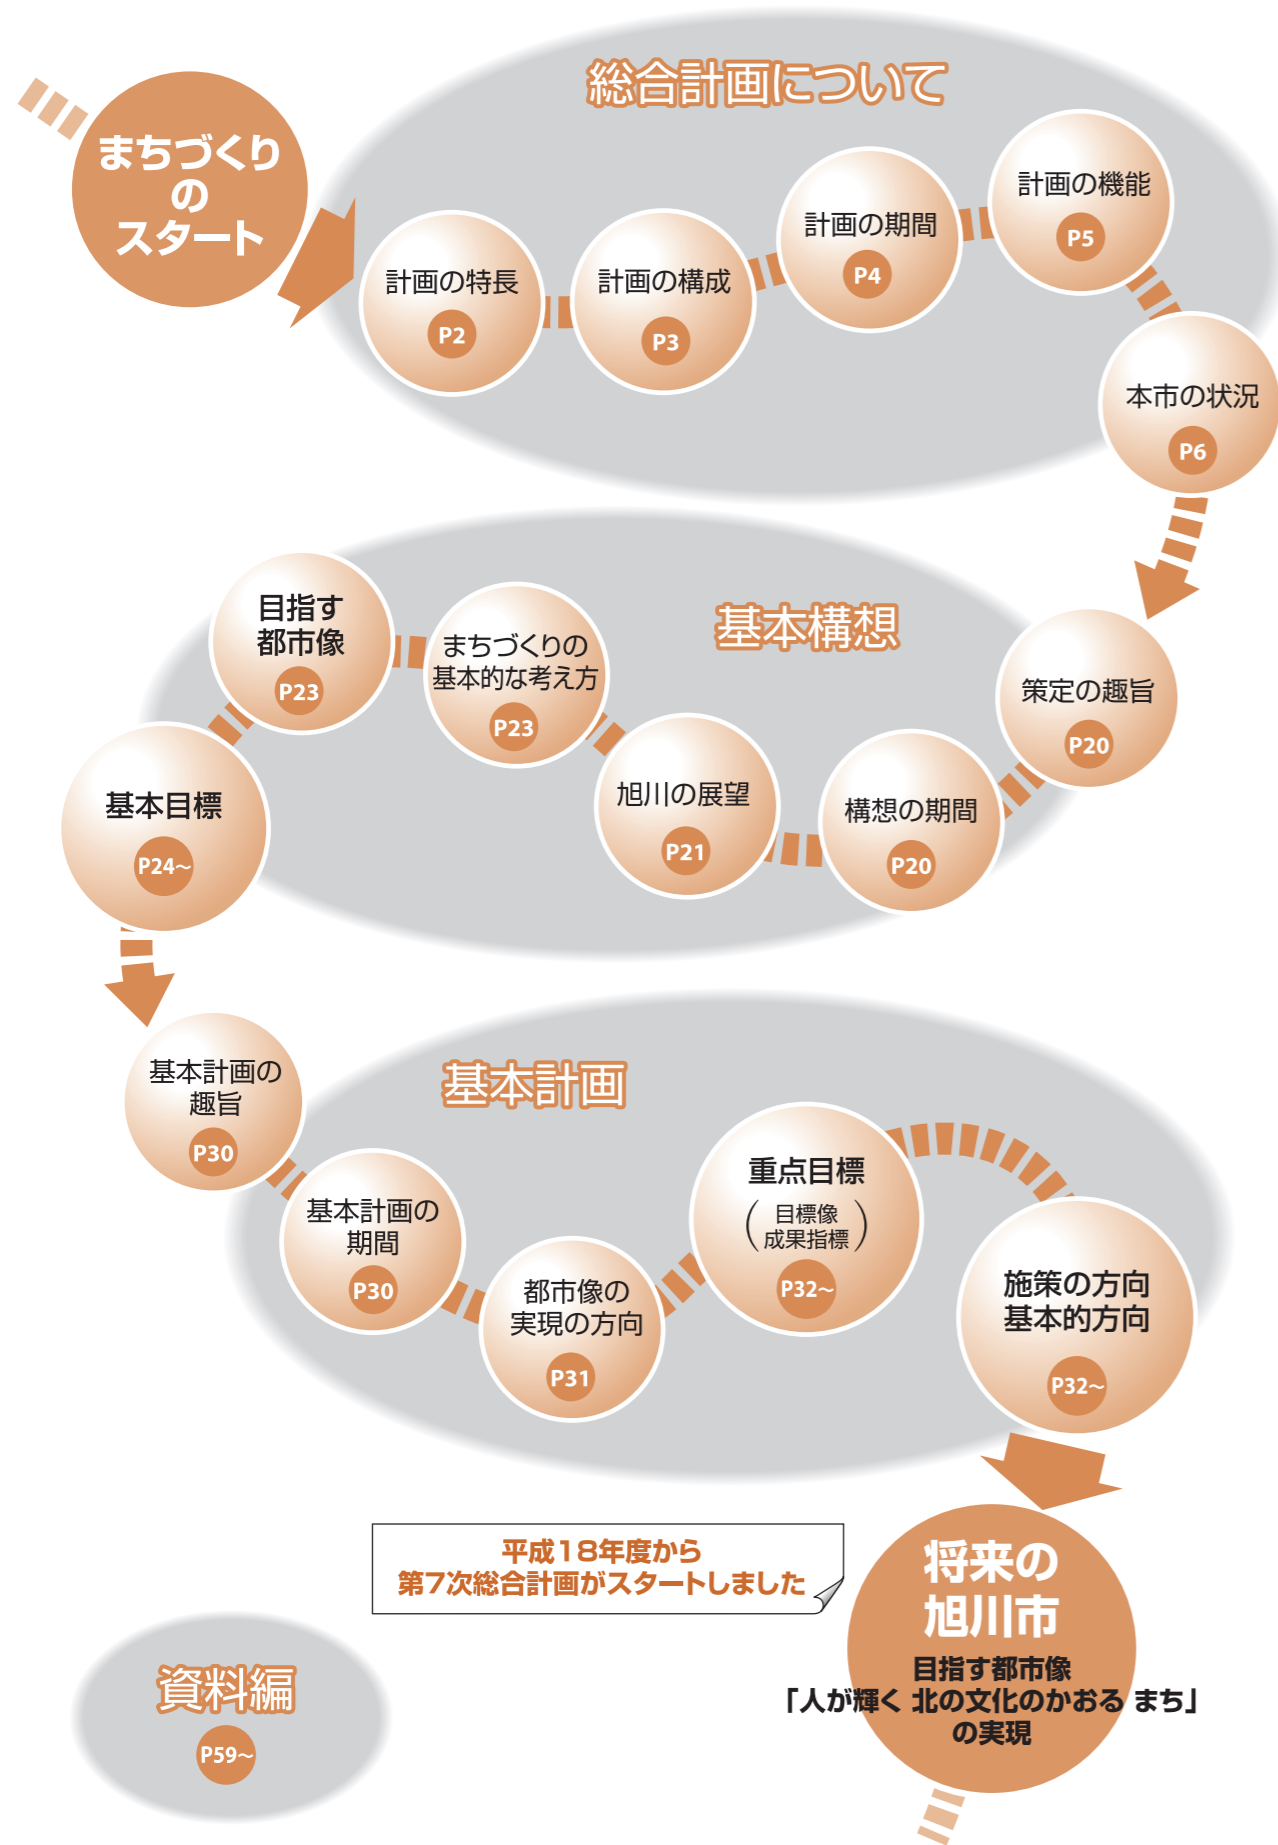 まちづくり
の
スタート
総合計画について
計画の特長
P2
計画の構成
P3
計画の期間
P4
計画の機能
P5
本市の状況
P6
基本構想
策定の趣旨
P20
構想の期間
P20
旭川の展望
P21
まちづくりの
基本的な考え方
P23
目指す
都市像
P23
基本目標
P24～
基本計画
基本計画の
趣旨
P30
基本計画の
期間
P30
都市像の
実現の方向
P31
重点目標
(目標像
成果指標)
P32～
施策の方向
基本的方向
P32～
平成18年度から
第7次総合計画がスタートしました
将来の
旭川市
目指す都市像
「人が輝く 北の文化のかおる まち」
の実現
資料編
P59～